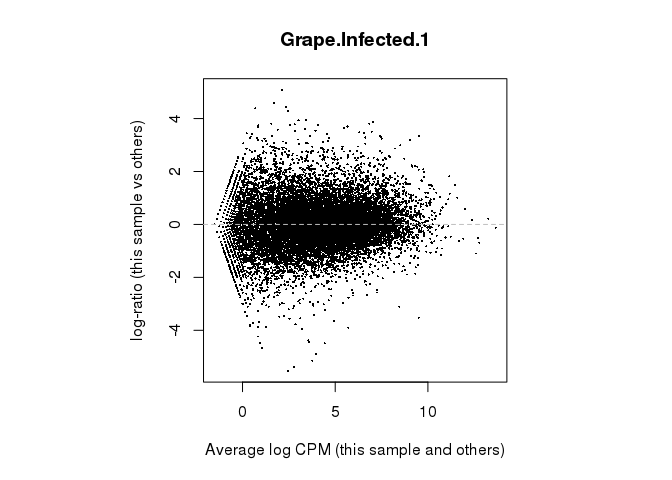 Grape.Infected.1
log-ratio (this sample vs others)
4
2
0
-2
-4
0 5 10
Average log CPM (this sample and others)